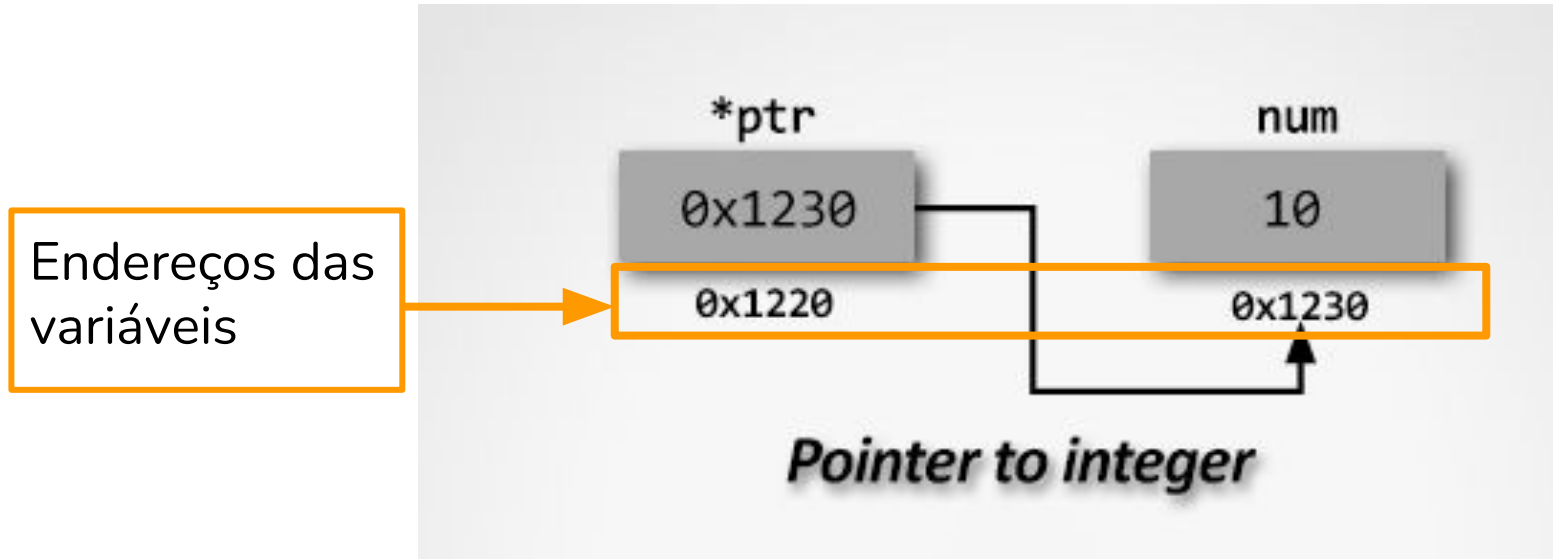 *ptr
num
0x1230
10
Endereços das
variáveis
0x1220
0x1230
Pointer to integer